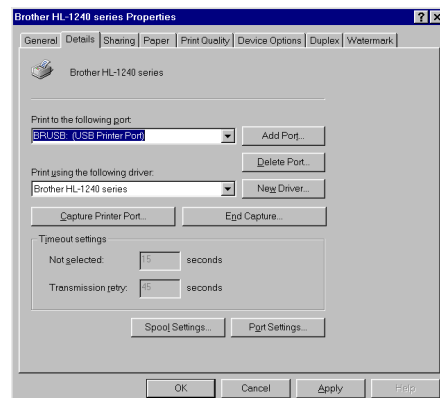 Brother HL-1240 series Properties ? ×
General Details Sharing Paper Print Quality Device Options Duplex Watermark
Brother HL-1240 series
Print to the following port:
BRUSB: (USB Printer Port) Add Port...
Delete Port...
Print using the following driver:
Brother HL-1240 series New Driver...
Capture Printer Port... End Capture...
Timeout settings
Not selected: 15 seconds
Transmission retry: 45 seconds
Spool Settings... Port Settings...
OK Cancel Apply Help